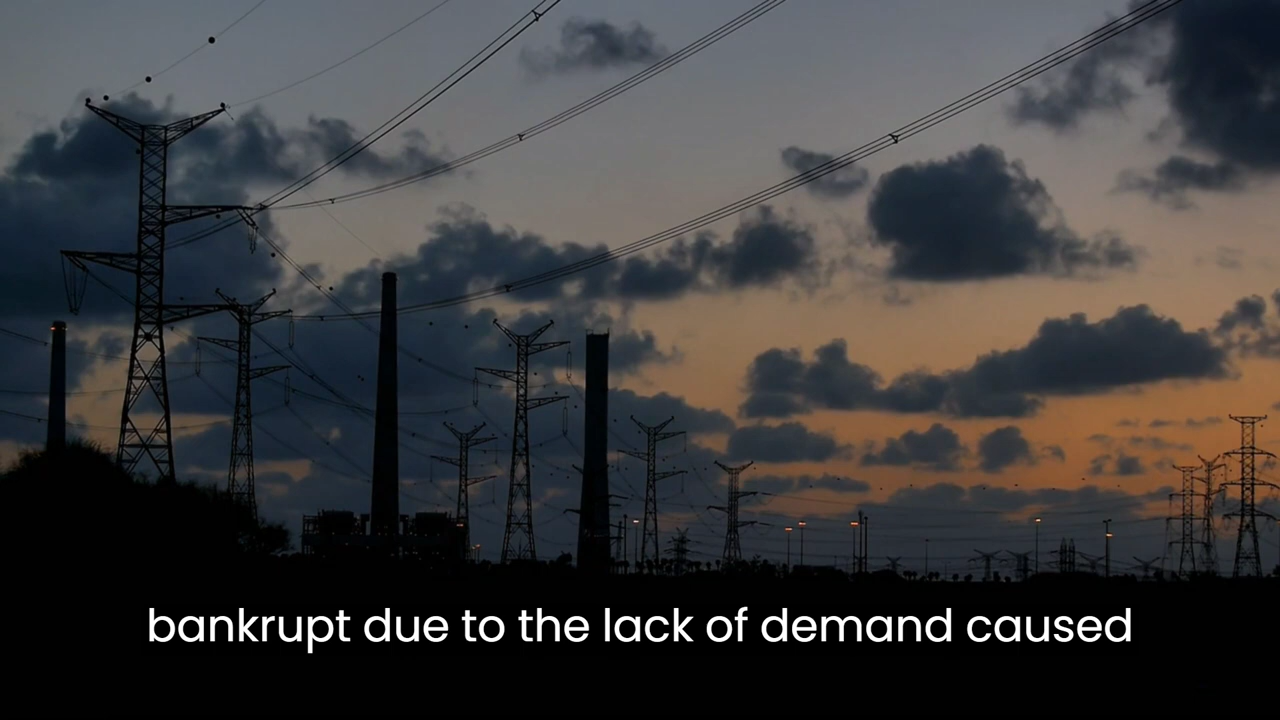 bankrupt due to the lack of demand caused